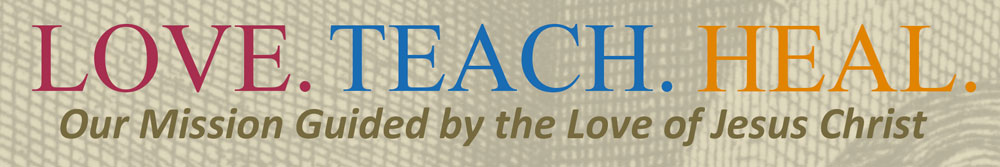 LOVE. TEACH. HEAL.
Our Mission Guided by the Love of Jesus Christ